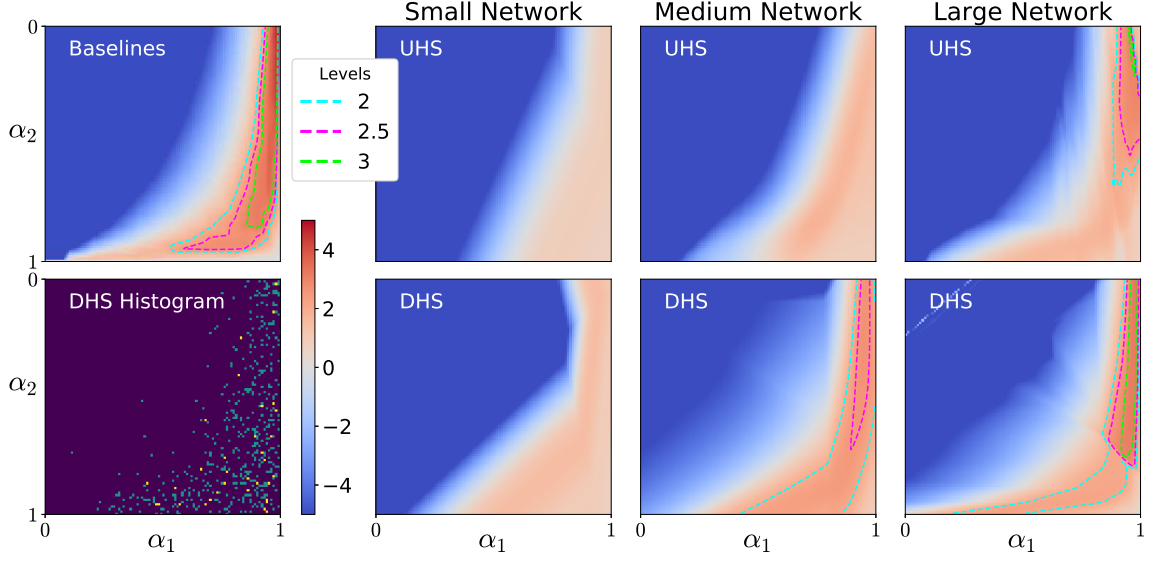 Small Network
Medium Network
Large Network
0
Baselines
UHS
UHS
UHS
Levels
2
2.5
3
α2
1
4
2
0
−2
−4
0
DHS Histogram
DHS
DHS
DHS
α2
1
0
1
0
1
0
1
0
1
α1
α1
α1
α1